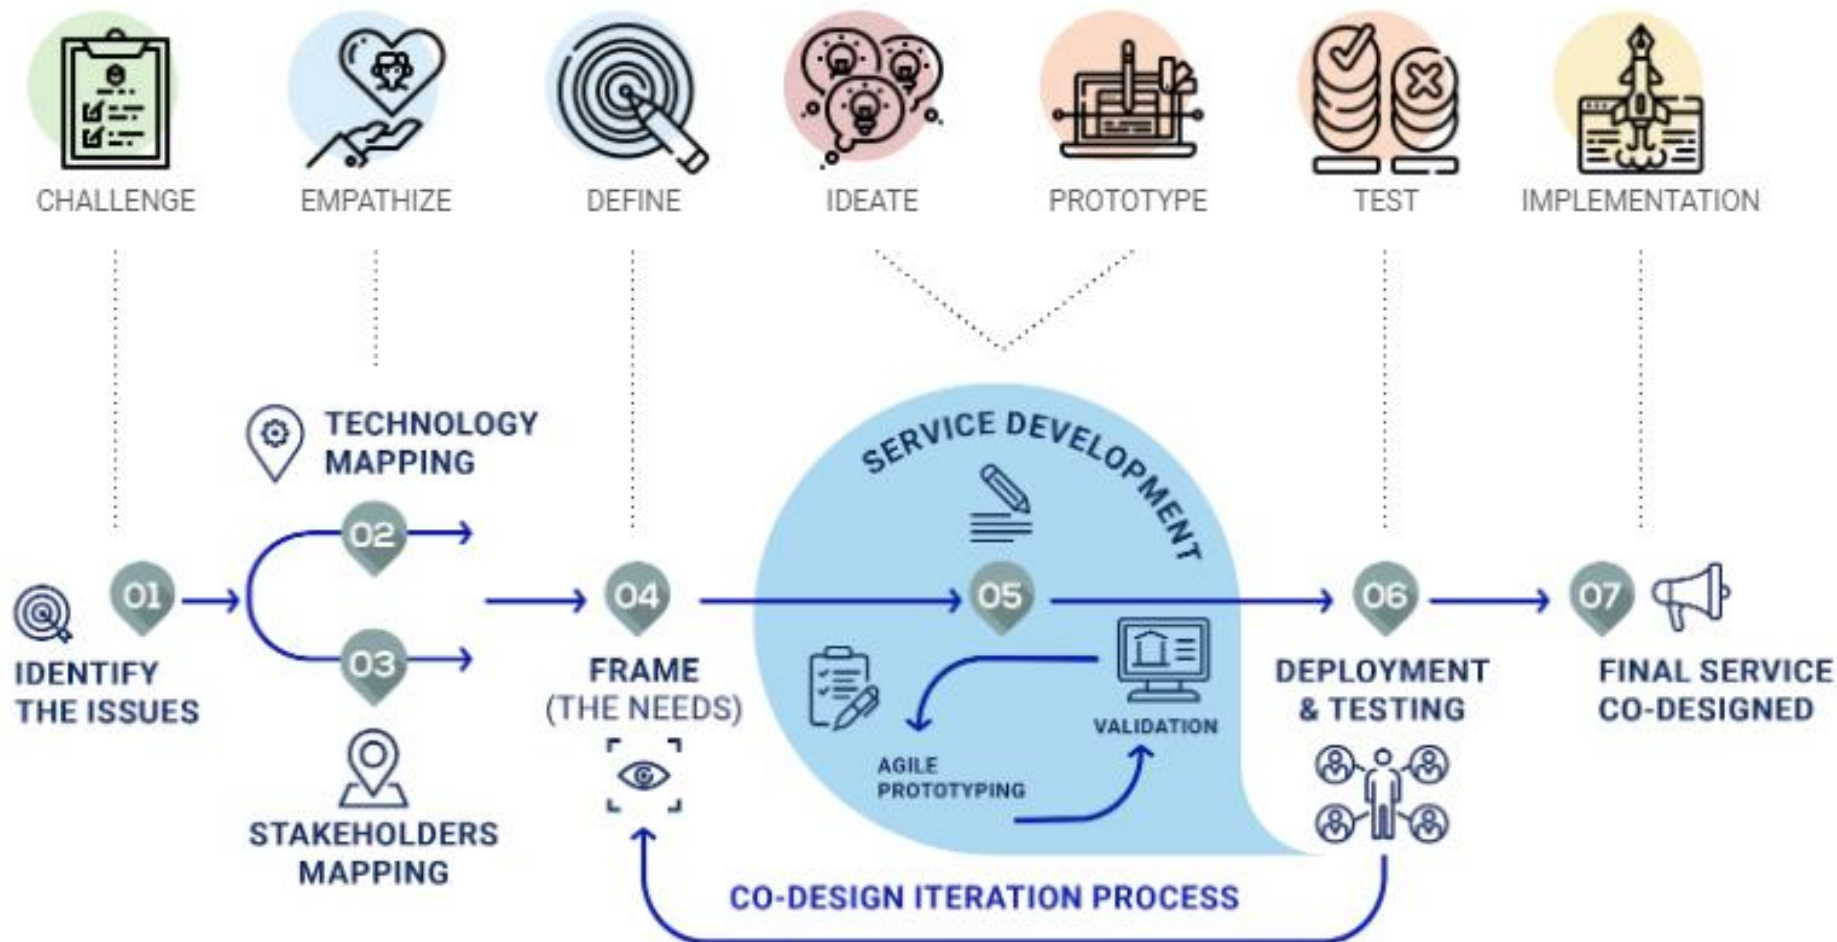 CHALLENGE
EMPATHIZE
DEFINE
IDEATE
PROTOTYPE
TEST
IMPLEMENTATION
TECHNOLOGY
MAPPING
SERVICE DEVELOPMENT
01
02
03
04
05
06
07
IDENTIFY
THE ISSUES
STAKEHOLDERS
MAPPING
FRAME
(THE NEEDS)
VALIDATION
AGILE
PROTOTYPING
DEPLOYMENT
& TESTING
FINAL SERVICE
CO-DESIGNED
CO-DESIGN ITERATION PROCESS